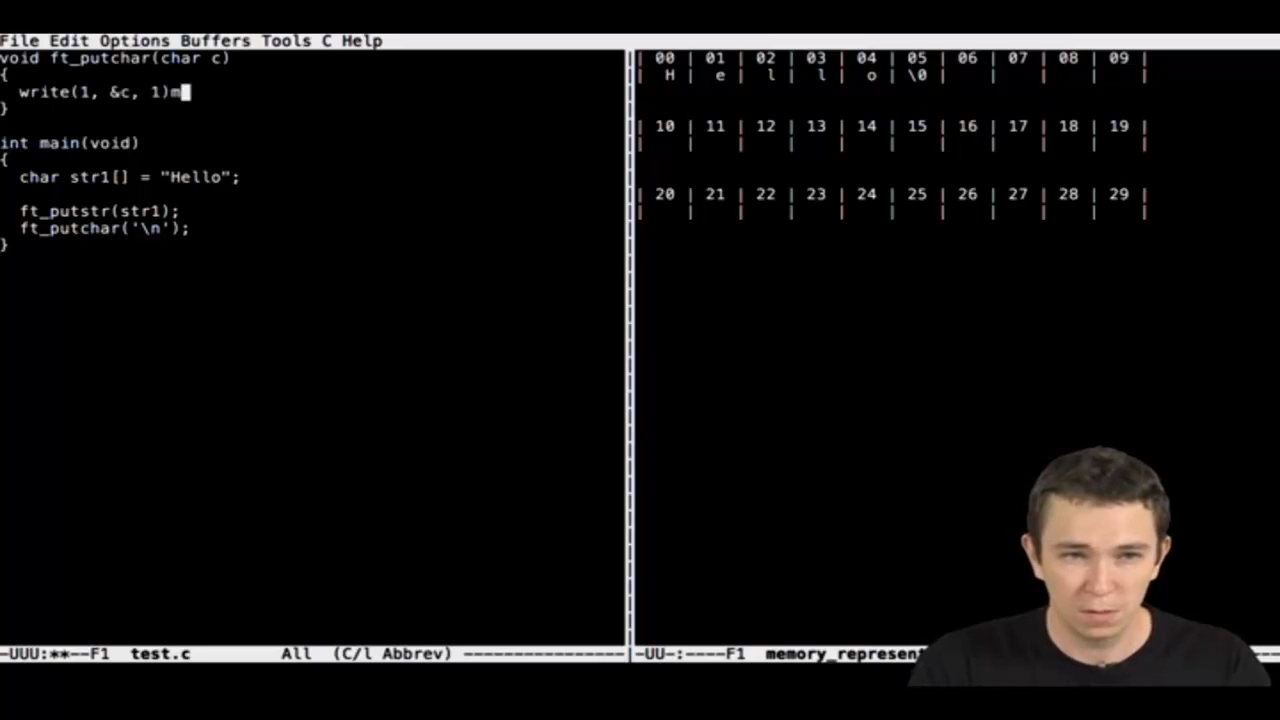 File Edit Options Buffers Tools C Help
void ft_putchar(char c)
{
  write(1, &c, 1)m
}
int main(void)
{
  char str1[] = "Hello";
  ft_putstr(str1);
  ft_putchar('\n');
}
-UUU:**--F1  test.c         All  (C/l Abbrev) ----------------
| 00 | 01 | 02 | 03 | 04 | 05 | 06 | 07 | 08 | 09 |
|  H |  e |  l |  l |  o | \0 |    |    |    |    |
| 10 | 11 | 12 | 13 | 14 | 15 | 16 | 17 | 18 | 19 |
|    |    |    |    |    |    |    |    |    |    |
| 20 | 21 | 22 | 23 | 24 | 25 | 26 | 27 | 28 | 29 |
|    |    |    |    |    |    |    |    |    |    |
-UU-:----F1  memory_represent